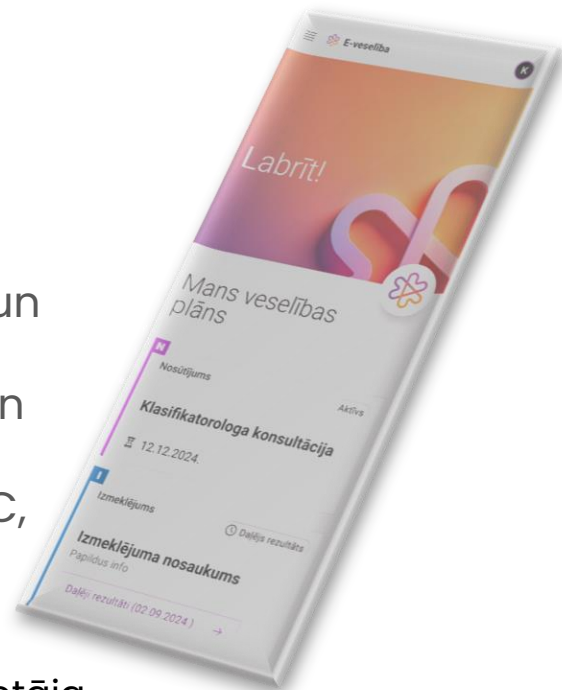 E-veselība
K
Labrīt!
un
Mans veselības
plāns
N
Nosūtījums
Aktīvs
Klasifikatorologa konsultācija
12.12.2024.
I
Izmeklējums
Daļējs rezultāts
Izmeklējuma nosaukums
Papildus info
Daļēji rezultāti (02.09.2024.)